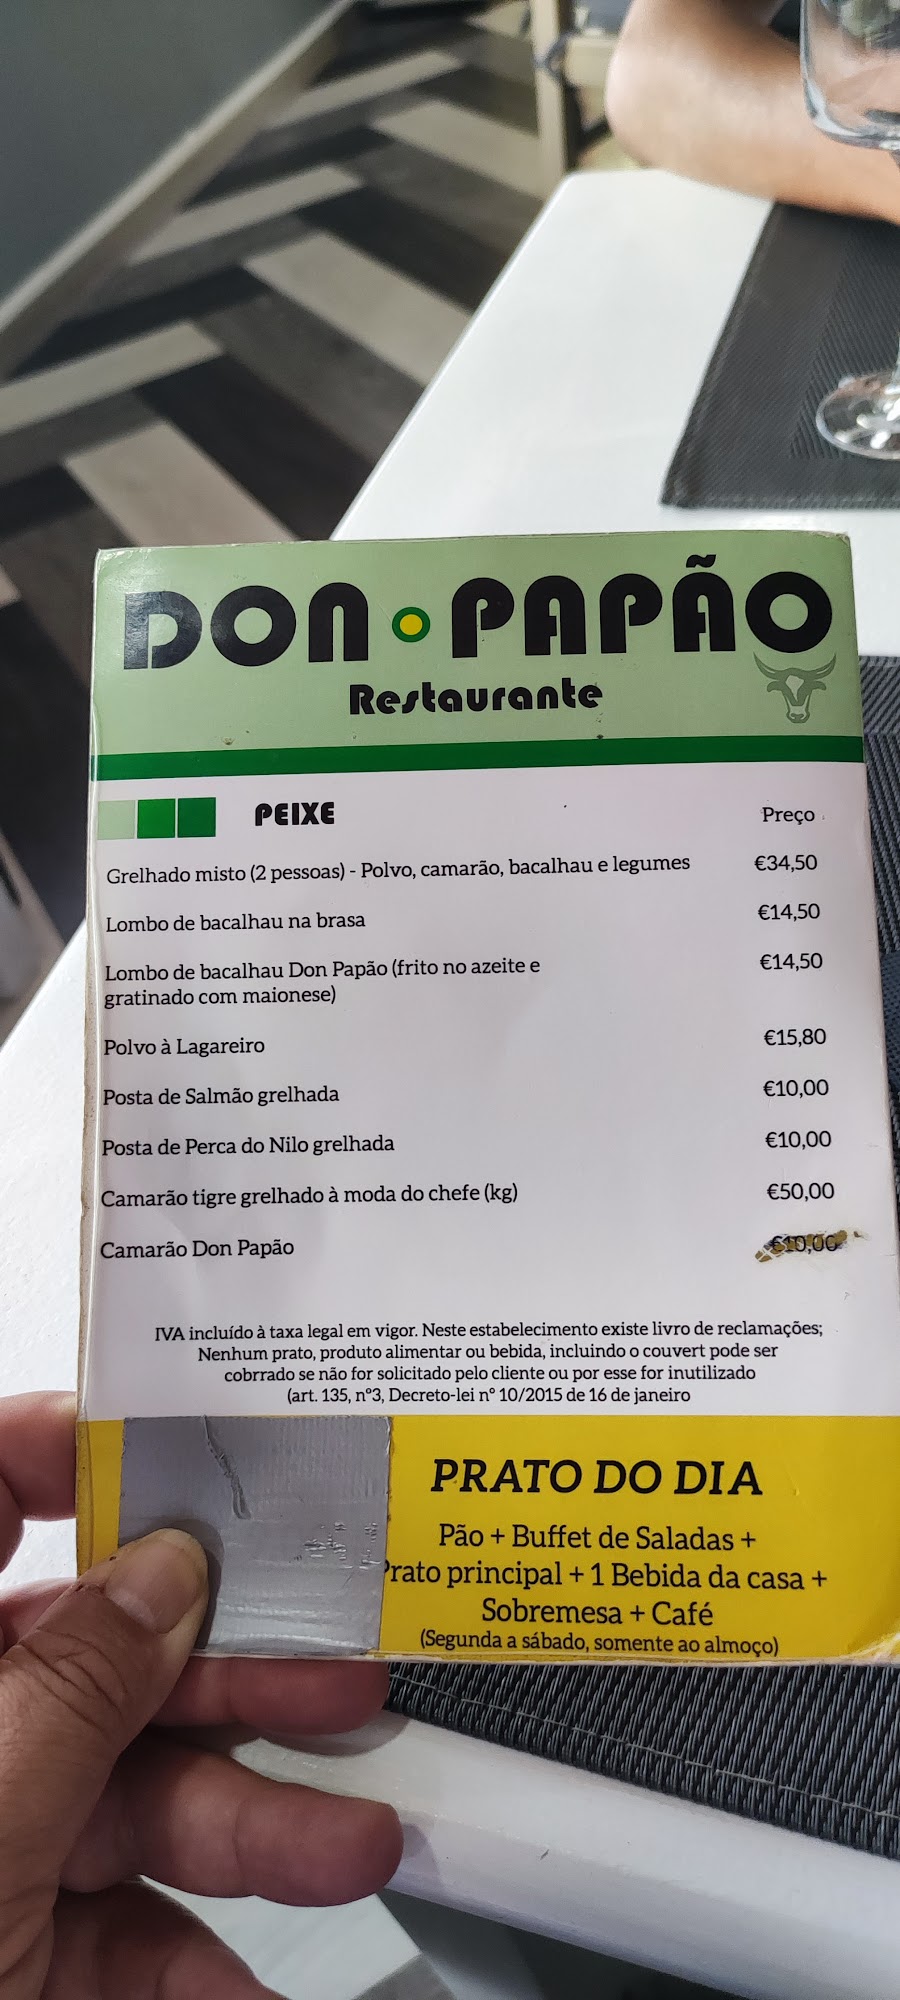 DON PAPÃO
Restaurante
PEIXE Preço
Grelhado misto (2 pessoas) - Polvo, camarão, bacalhau e legumes €34,50
Lombo de bacalhau na brasa €14,50
Lombo de bacalhau Don Papão (frito no azeite e €14,50
gratinado com maionese)
Polvo à Lagareiro €15,80
Posta de Salmão grelhada €10,00
Posta de Perca do Nilo grelhada €10,00
Camarão tigre grelhado à moda do chefe (kg) €50,00
Camarão Don Papão €10,00
IVA incluído à taxa legal em vigor. Neste estabelecimento existe livro de reclamações;
Nenhum prato, produto alimentar ou bebida, incluindo o couvert pode ser
cobrrado se não for solicitado pelo cliente ou por esse for inutilizado
(art. 135, nº3, Decreto-lei nº 10/2015 de 16 de janeiro
PRATO DO DIA
Pão + Buffet de Saladas +
Prato principal + 1 Bebida da casa +
Sobremesa + Café
(Segunda a sábado, somente ao almoço)